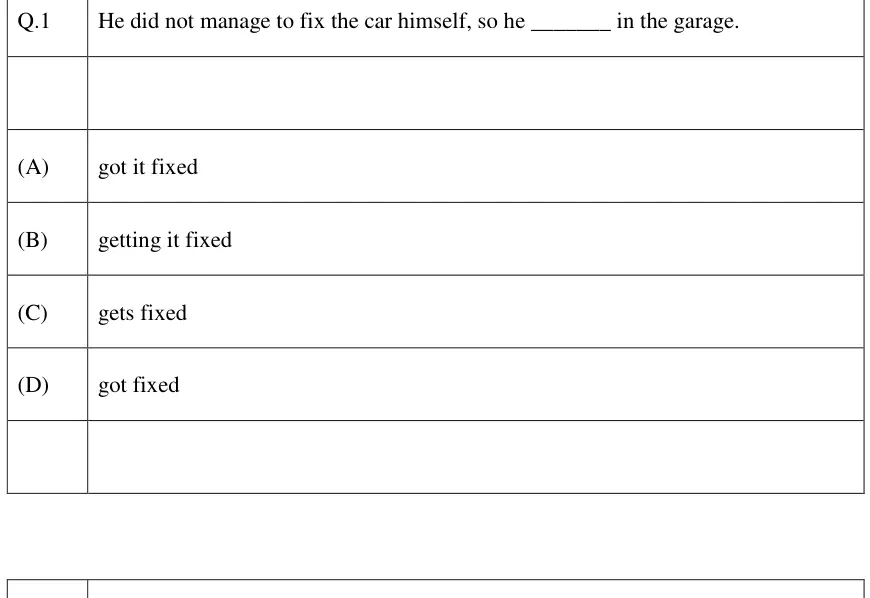 Q.1 He did not manage to fix the car himself, so he _______ in the garage.
(A) got it fixed
(B) getting it fixed
(C) gets fixed
(D) got fixed